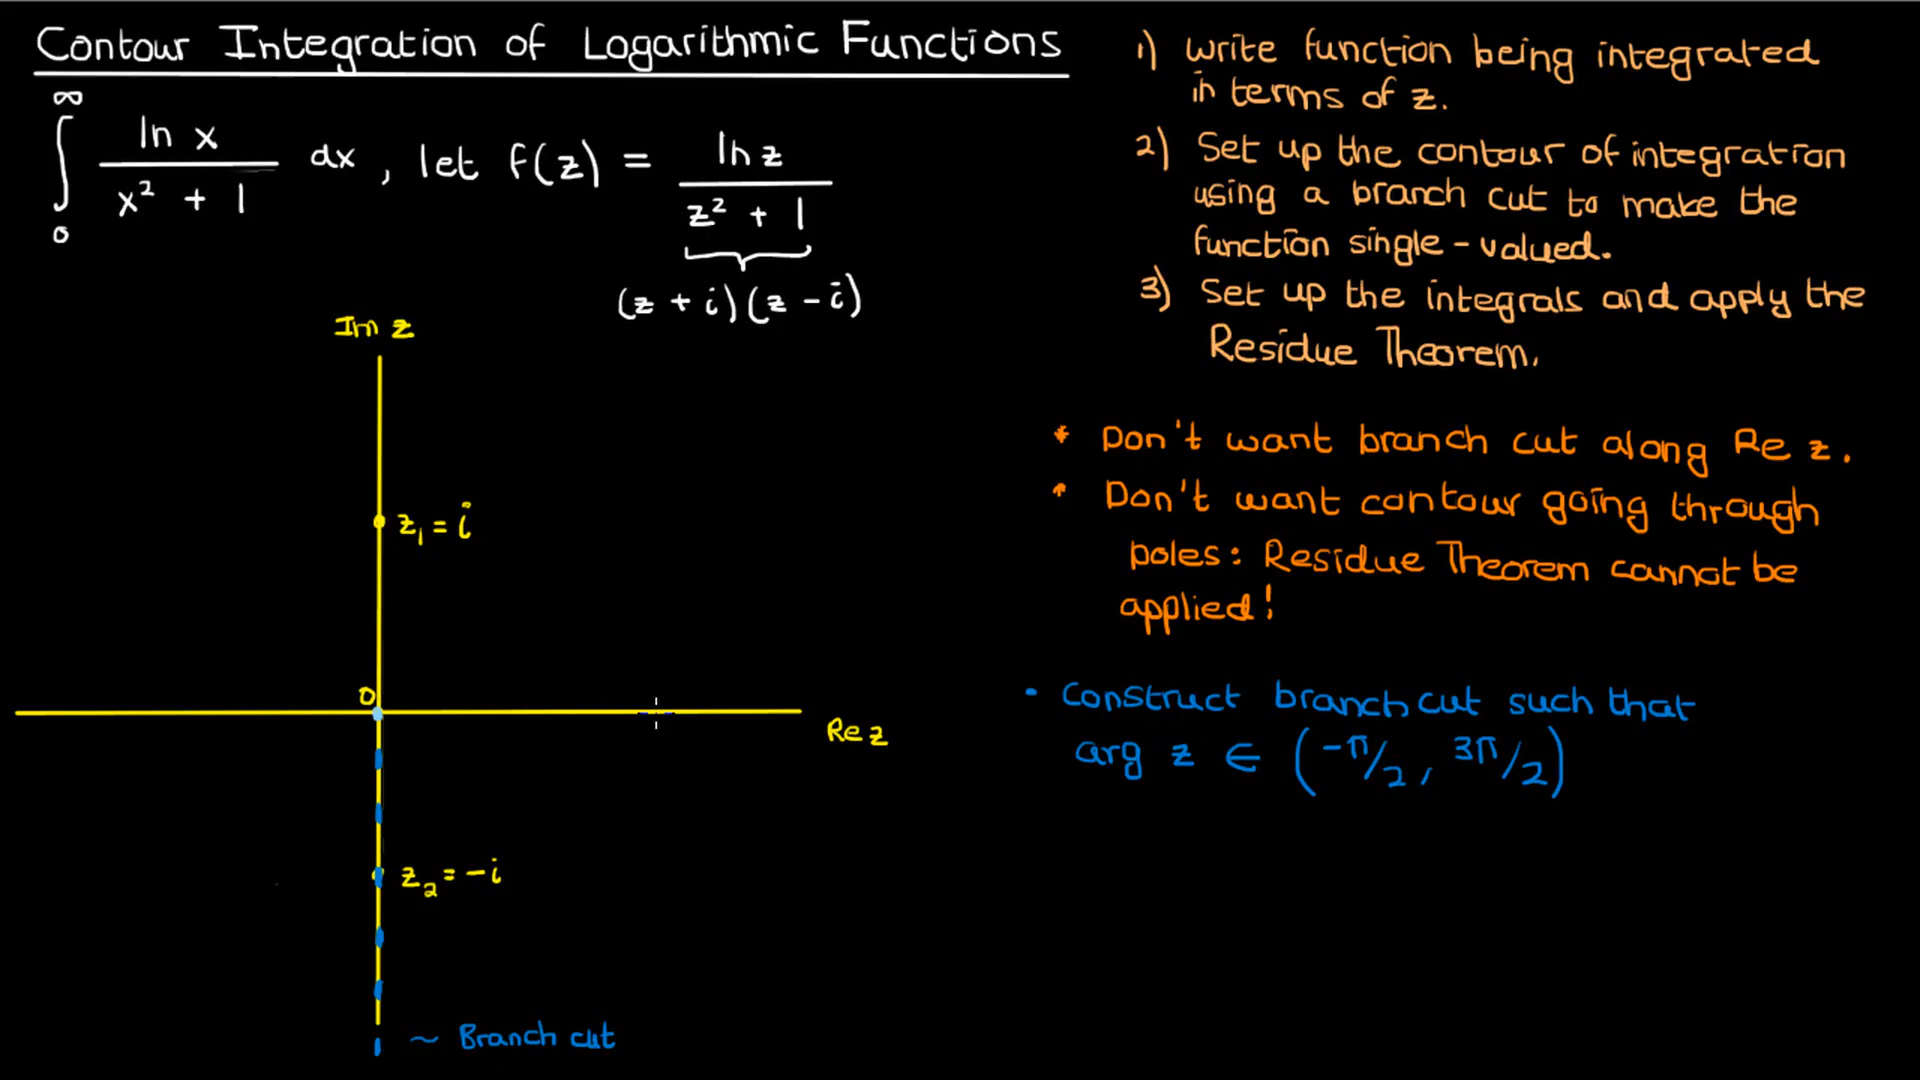 Contour Integration of Logarithmic Functions
∫₀^∞ ln x / (x² + 1) dx , let f(z) = ln z / (z² + 1)
(z + i)(z - i)
1) Write function being integrated
in terms of z.
2) Set up the contour of integration
using a branch cut to make the
function single-valued.
3) Set up the integrals and apply the
Residue Theorem.
* Don't want branch cut along Re z.
* Don't want contour going through
poles: Residue Theorem cannot be
applied!
• Construct branch cut such that
arg z ∈ (-π/2, 3π/2)
Im z
z₁ = i
0
Re z
z₂ = -i
~ Branch cut